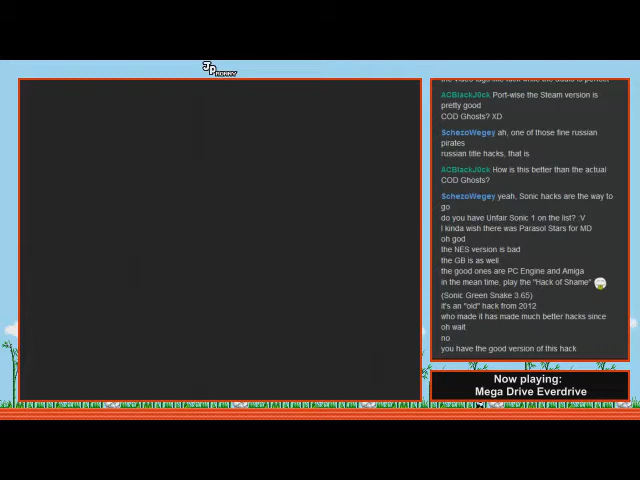 JP
RONNY
ACBlackJ0ck Port-wise the Steam version is
pretty good
COD Ghosts? XD
SchezoWegey ah, one of those fine russian
pirates
russian title hacks, that is
ACBlackJ0ck How is this better than the actual
COD Ghosts?
SchezoWegey yeah, Sonic hacks are the way to
go
do you have Unfair Sonic 1 on the list? :V
I kinda wish there was Parasol Stars for MD
oh god
the NES version is bad
the GB is as well
the good ones are PC Engine and Amiga
in the mean time, play the "Hack of Shame"
(Sonic Green Snake 3.65)
it's an "old" hack from 2012
who made it has made much better hacks since
oh wait
no
you have the good version of this hack
Now playing:
Mega Drive Everdrive